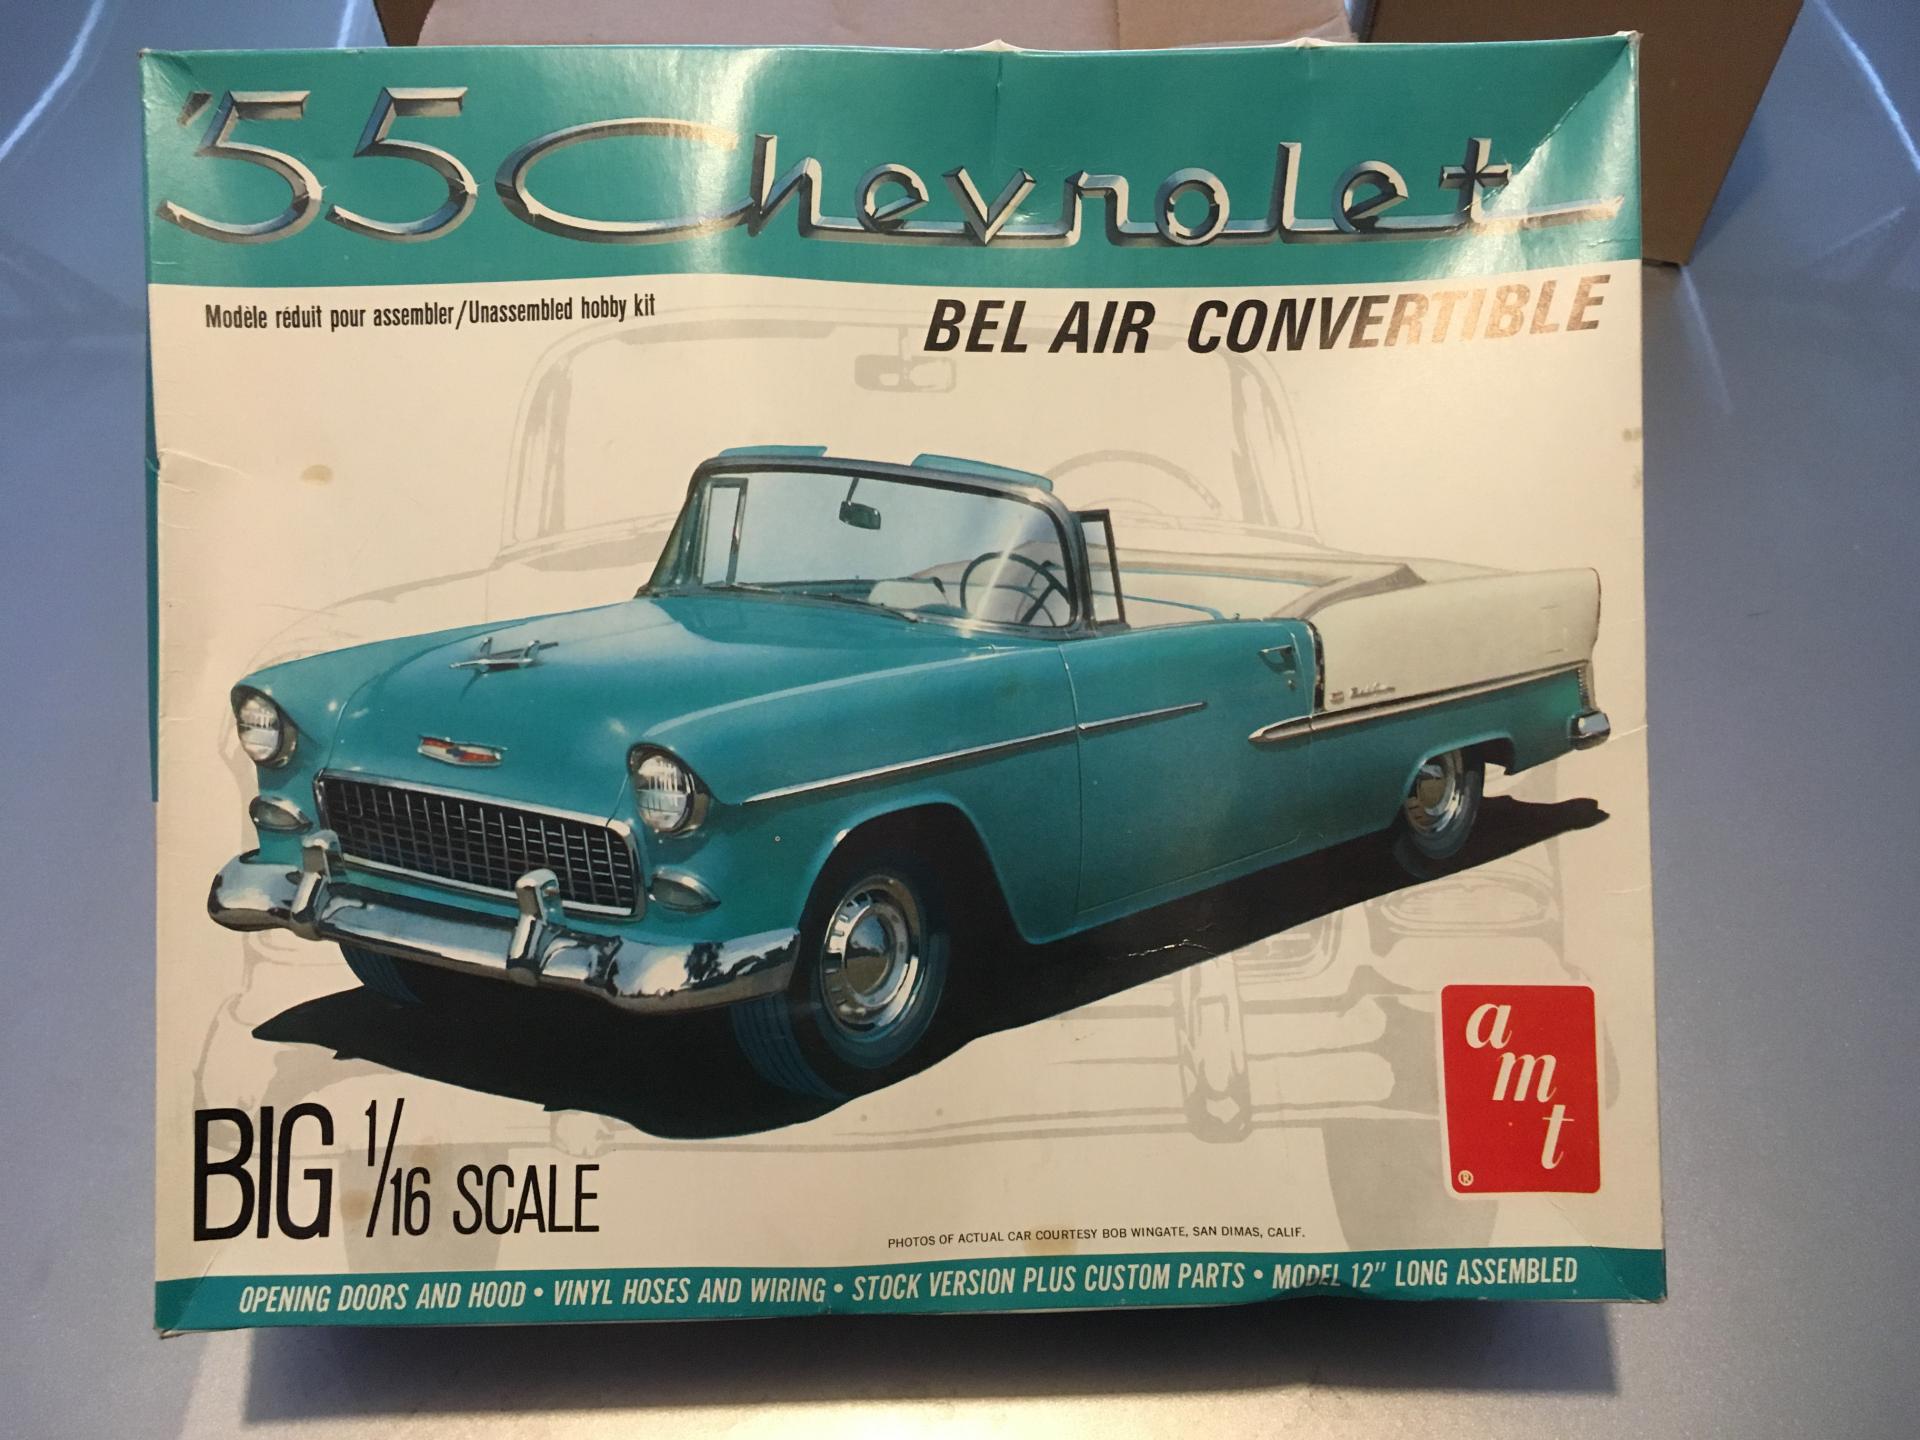 '55 Chevrolet
Modèle réduit pour assembler/Unassembled hobby kit
BEL AIR CONVERTIBLE
BIG 1/16 SCALE
amt
®
PHOTOS OF ACTUAL CAR COURTESY BOB WINGATE, SAN DIMAS, CALIF.
OPENING DOORS AND HOOD • VINYL HOSES AND WIRING • STOCK VERSION PLUS CUSTOM PARTS • MODEL 12" LONG ASSEMBLED